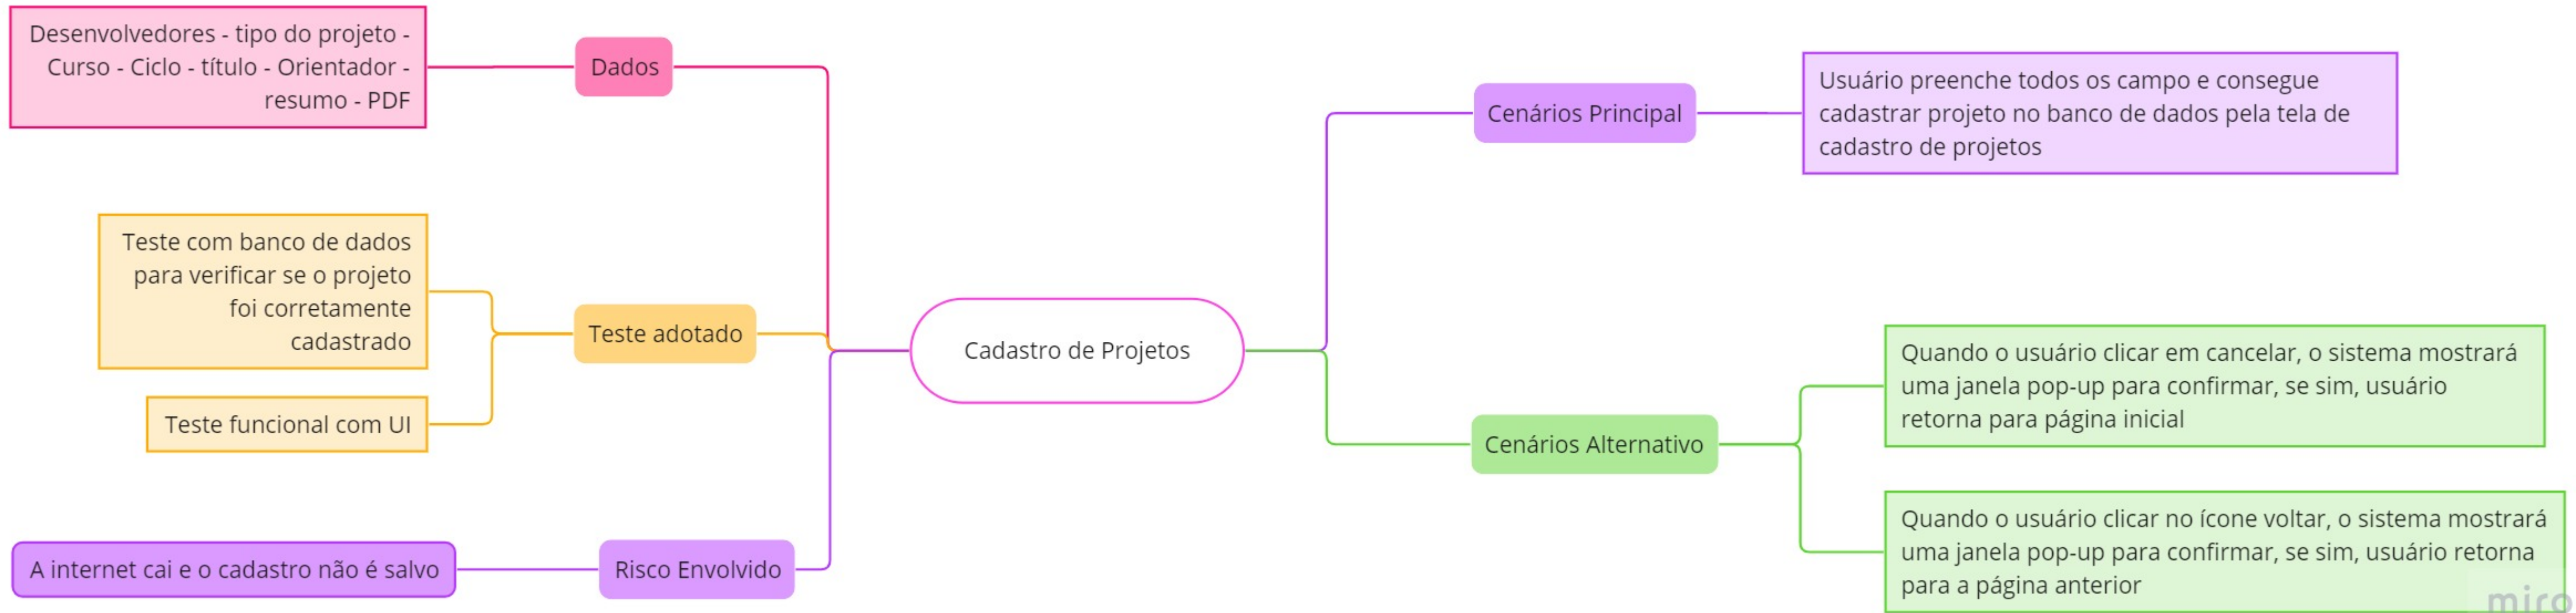 Desenvolvedores - tipo do projeto -
Curso - Ciclo - título - Orientador -
resumo - PDF
Dados
Teste com banco de dados
para verificar se o projeto
foi corretamente
cadastrado
Teste funcional com UI
Teste adotado
A internet cai e o cadastro não é salvo
Risco Envolvido
Cadastro de Projetos
Cenários Principal
Usuário preenche todos os campo e consegue
cadastrar projeto no banco de dados pela tela de
cadastro de projetos
Cenários Alternativo
Quando o usuário clicar em cancelar, o sistema mostrará
uma janela pop-up para confirmar, se sim, usuário
retorna para página inicial
Quando o usuário clicar no ícone voltar, o sistema mostrará
uma janela pop-up para confirmar, se sim, usuário retorna
para a página anterior
miro